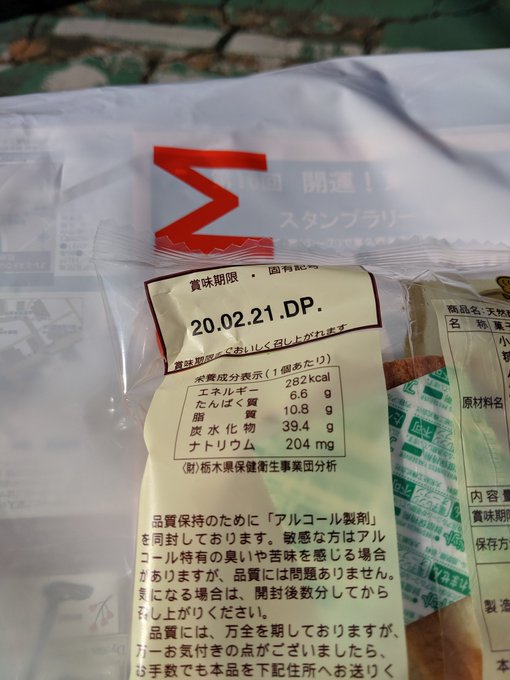 開運!
スタンプラリー
賞味期限・固有記号
20.02.21.DP.
賞味期限までおいしく召し上がれます
栄養成分表示(1個あたり)
エネルギー 282kcal
たんぱく質 6.6 g
脂質 10.8 g
炭水化物 39.4 g
ナトリウム 204 mg
(財)栃木県保健衛生事業団分析
品質保持のために「アルコール製剤」
を同封しております。敏感な方はアル
コール特有の臭いや苦味を感じる場合
がありますが、品質には問題ありません。
気になる場合は、開封後数分してから
召し上がりください。
品質には、万全を期しておりますが、
万一お気付きの点がございましたら、
お手数でも本品を下記住所へお送りく
商品名:天然
名称 菓子
原材料名
内容量
賞味期限
保存方
製造